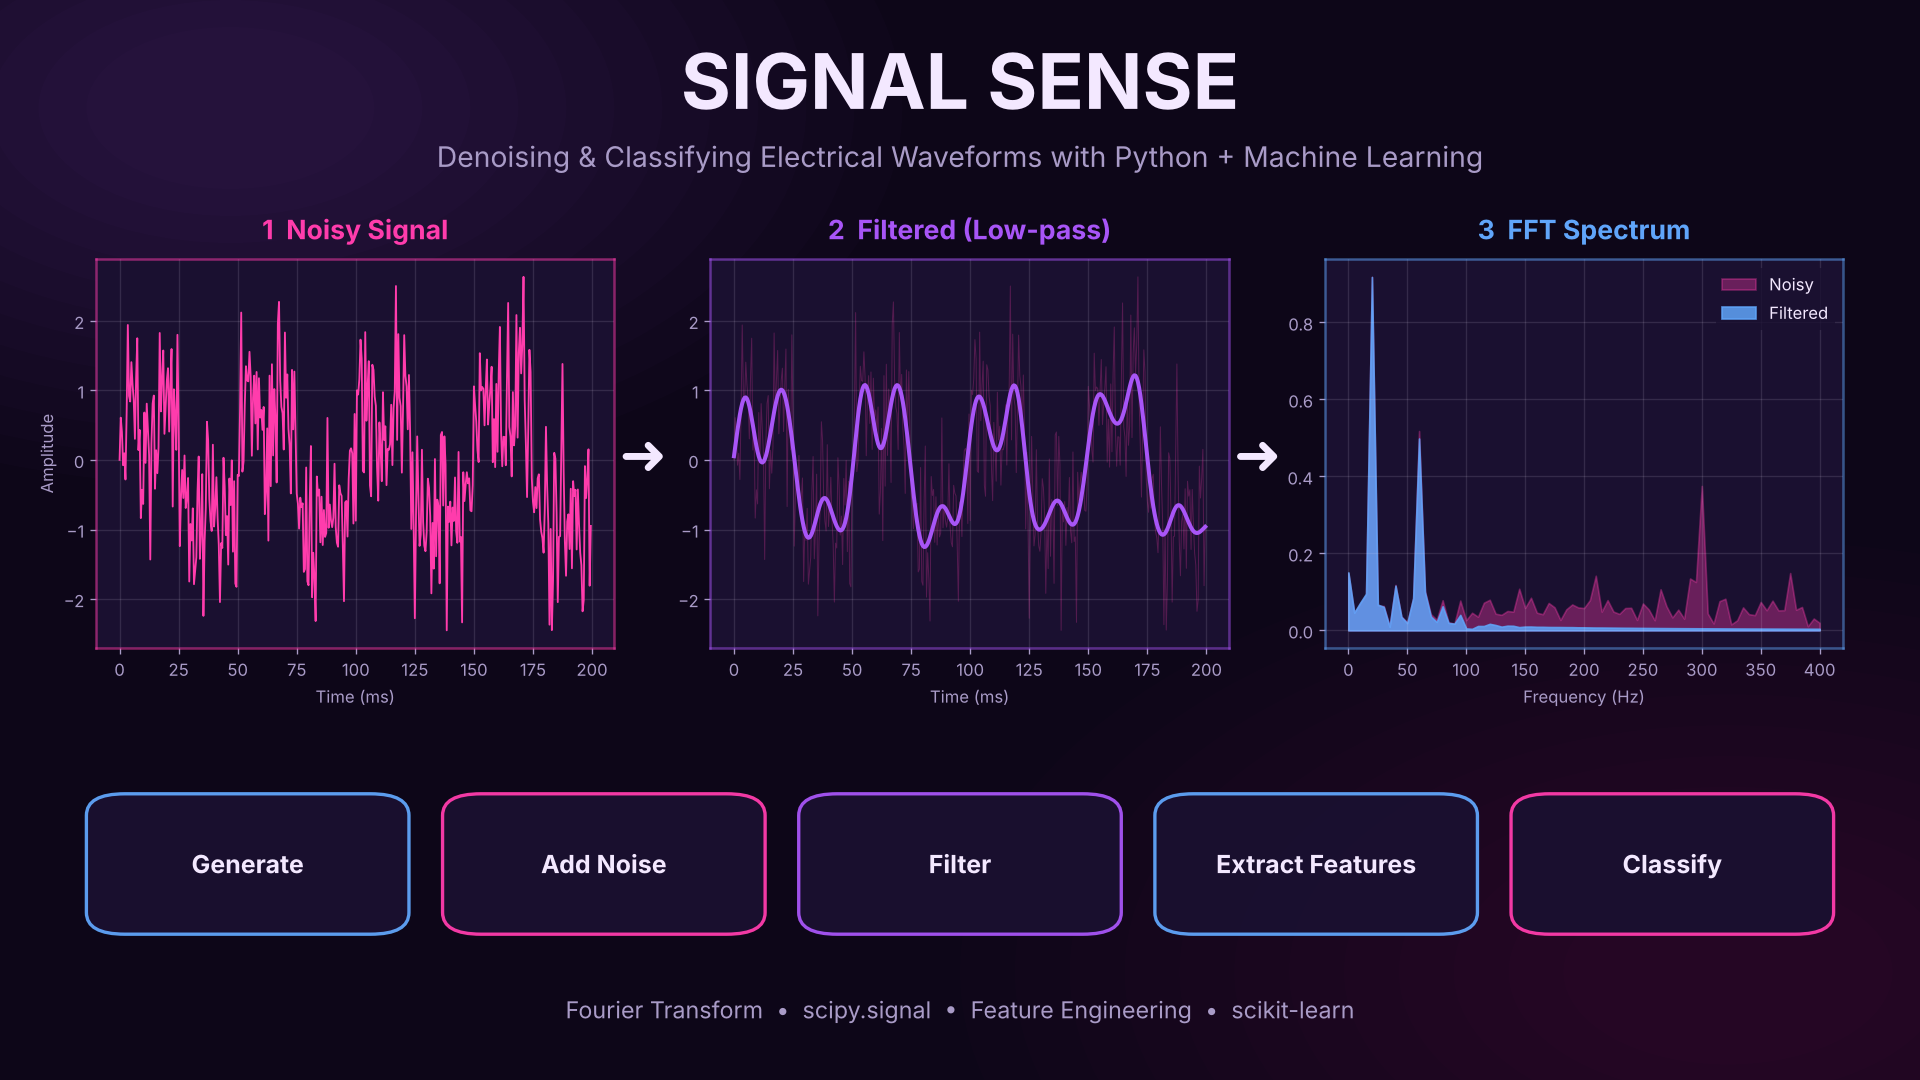 SIGNAL SENSE
Denoising & Classifying Electrical Waveforms with Python + Machine Learning
1 Noisy Signal
Amplitude
2
1
0
−1
−2
0 25 50 75 100 125 150 175 200
Time (ms)
2 Filtered (Low-pass)
2
1
0
−1
−2
0 25 50 75 100 125 150 175 200
Time (ms)
3 FFT Spectrum
Noisy
Filtered
0.8
0.6
0.4
0.2
0.0
0 50 100 150 200 250 300 350 400
Frequency (Hz)
Generate
Add Noise
Filter
Extract Features
Classify
Fourier Transform • scipy.signal • Feature Engineering • scikit-learn